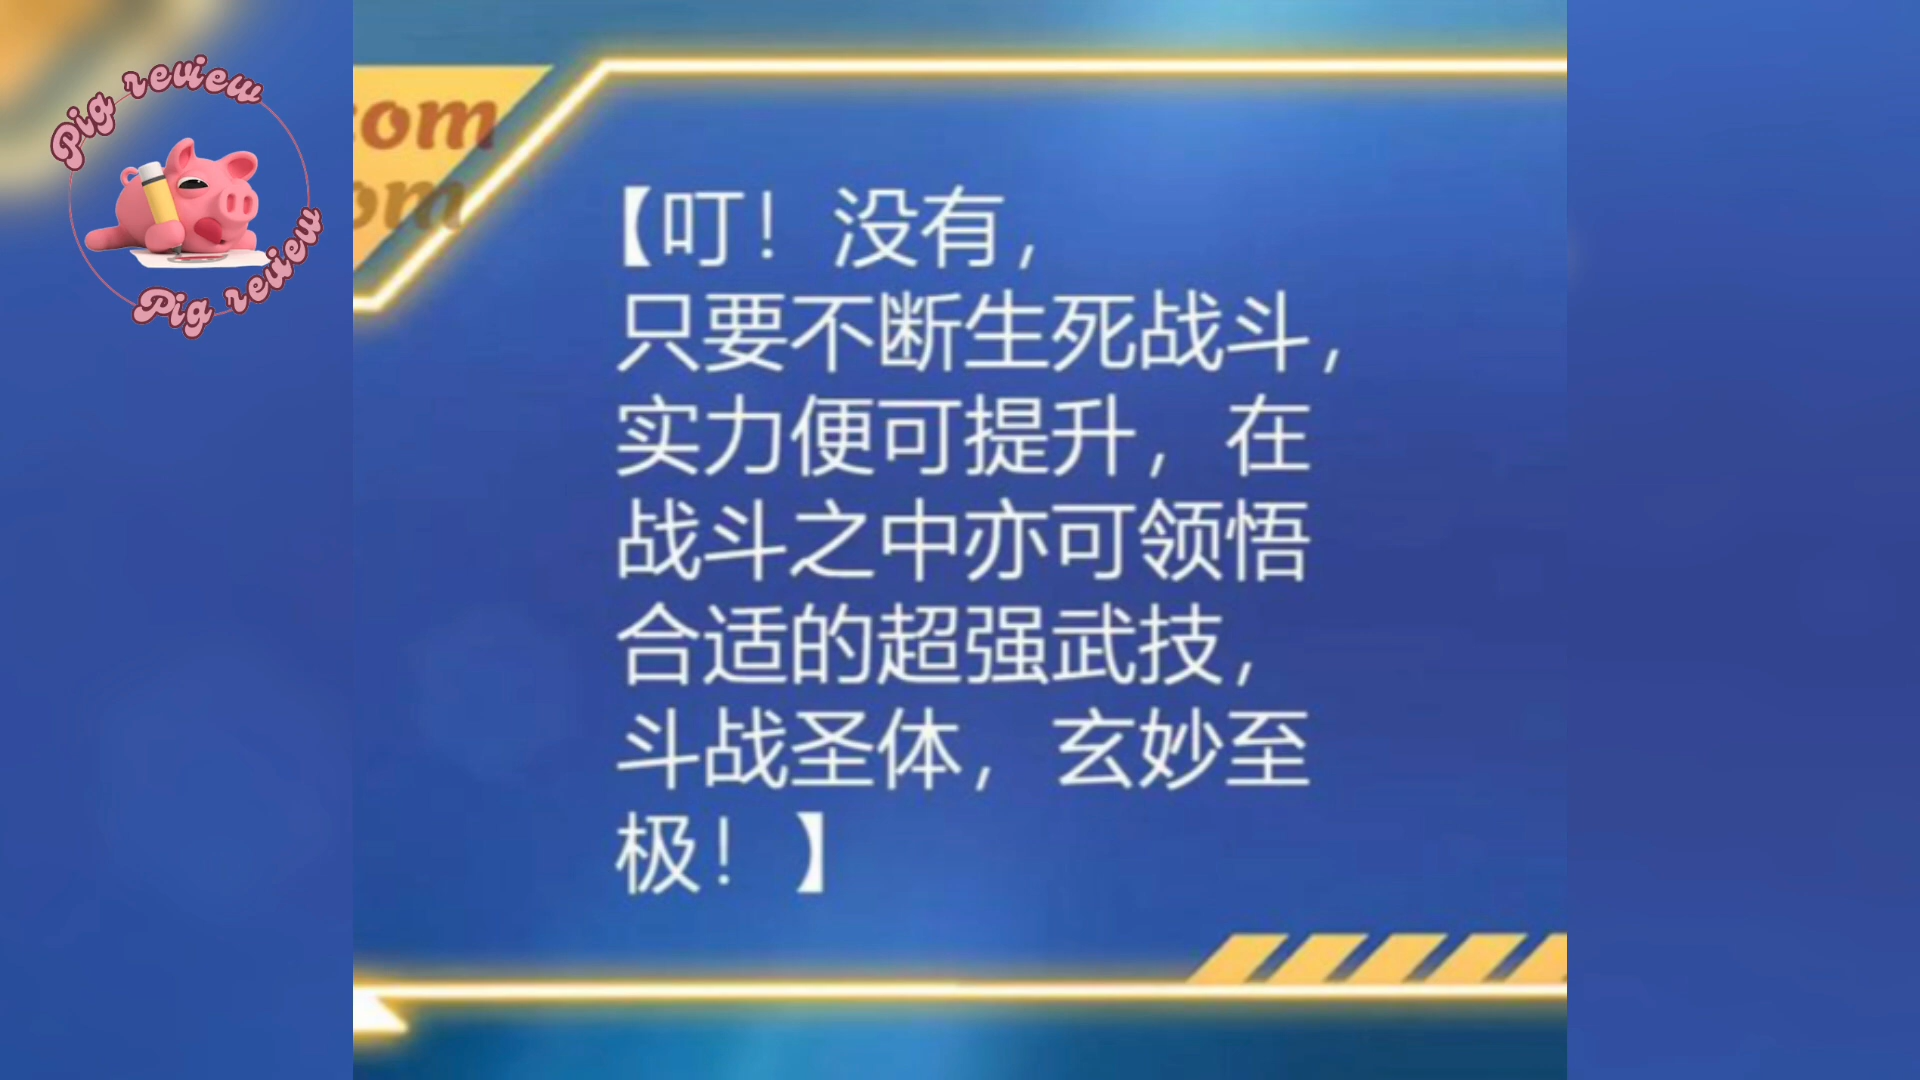 Pig review
com
om
Pig review
【叮！没有，
只要不断生死战斗，
实力便可提升，在
战斗之中亦可领悟
合适的超强武技，
斗战圣体，玄妙至
极！】